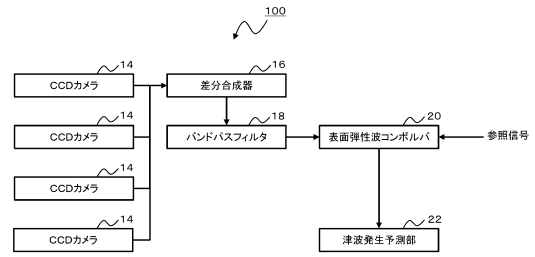 100
14
CCDカメラ
16
差分合成器
14
CCDカメラ
18
バンドパスフィルタ
20
表面弾性波コンボルバ
参照信号
14
CCDカメラ
14
CCDカメラ
22
津波発生予測部